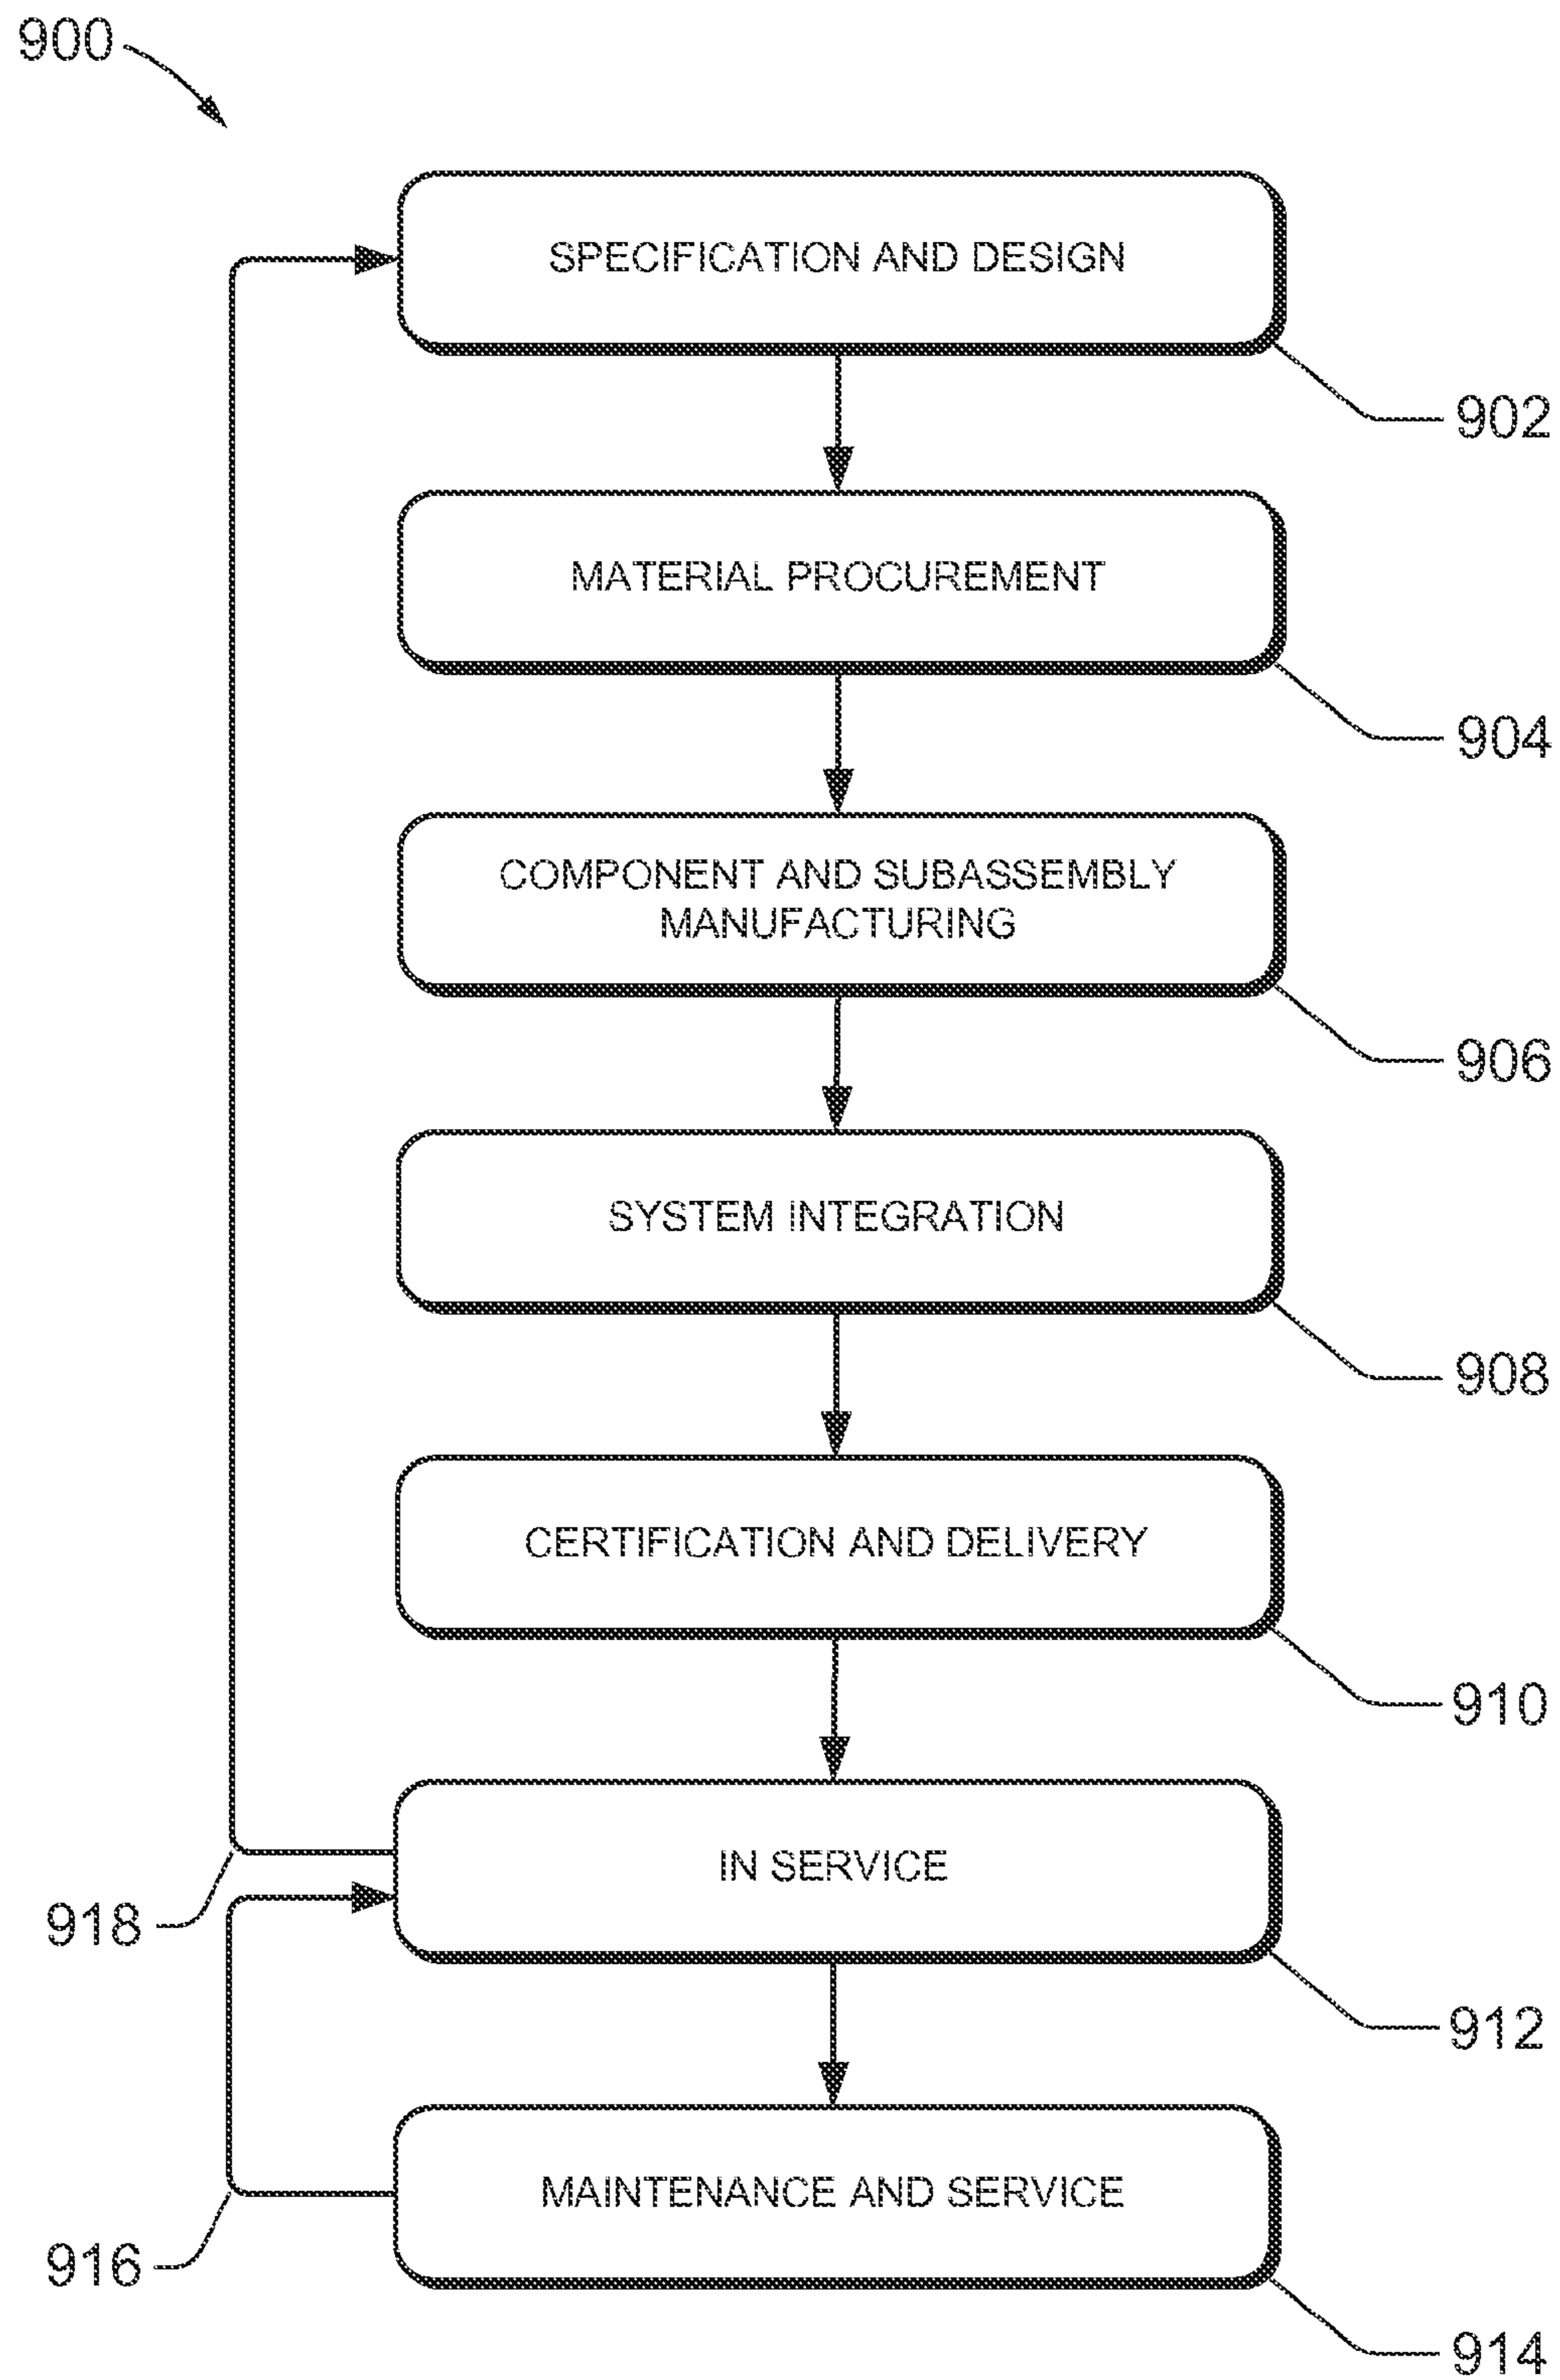 900
SPECIFICATION AND DESIGN
902
MATERIAL PROCUREMENT
904
COMPONENT AND SUBASSEMBLY
MANUFACTURING
906
SYSTEM INTEGRATION
908
CERTIFICATION AND DELIVERY
910
IN SERVICE
918
912
MAINTENANCE AND SERVICE
916
914